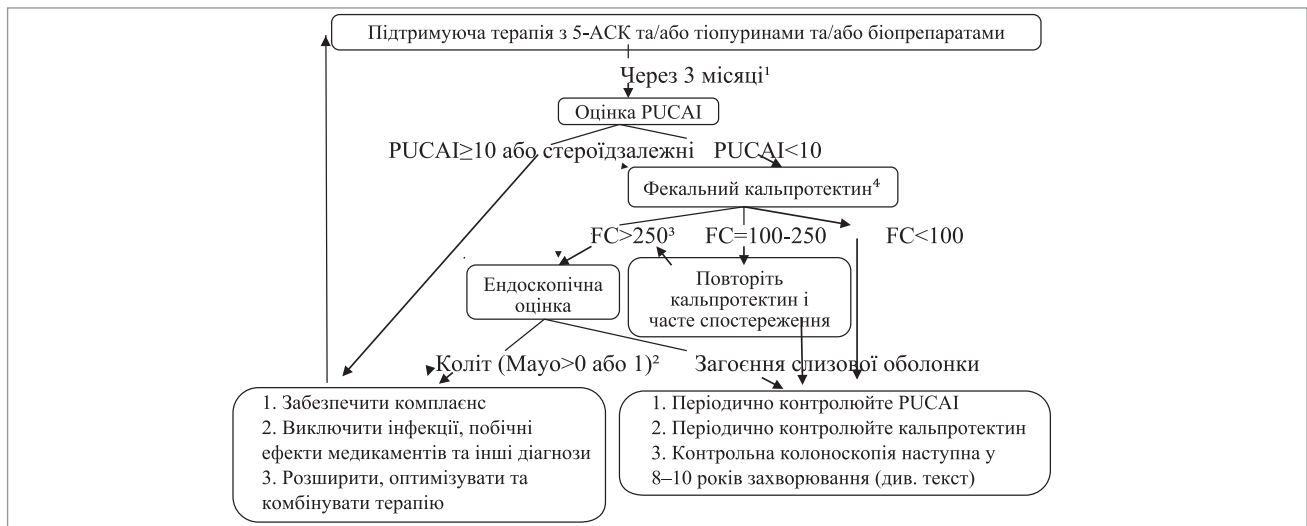 Підтримуюча терапія з 5-АСК та/або тіопуринами та/або біопрепаратами
Через 3 місяці¹
Оцінка PUCAI
PUCAI≥10 або стероїдзалежні PUCAI<10
Фекальний кальпротектин⁴
FC>250³ FC=100-250 FC<100
Ендоскопічна
оцінка
Повторіть
кальпротектин і
часте спостереження
Коліт (Mayo>0 або 1)² Загоєння слизової оболонки
1. Забезпечити комплаєнс
2. Виключити інфекції, побічні
ефекти медикаментів та інші діагнози
3. Розширити, оптимізувати та
комбінувати терапію
1. Періодично контролюйте PUCAI
2. Періодично контролюйте кальпротектин
3. Контрольна колоноскопія наступна у
8–10 років захворювання (див. текст)